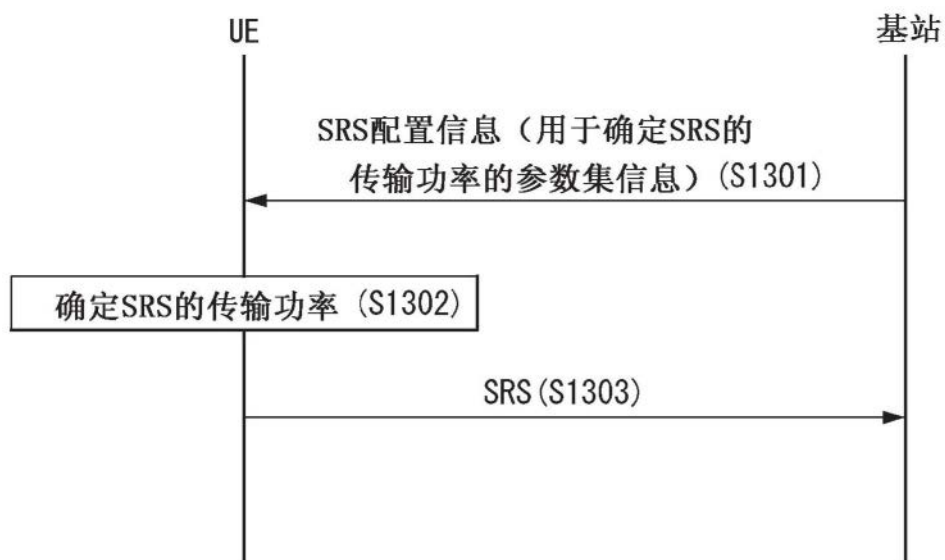 UE
基站
SRS配置信息（用于确定SRS的
传输功率的参数集信息）(S1301)
确定SRS的传输功率 (S1302)
SRS(S1303)